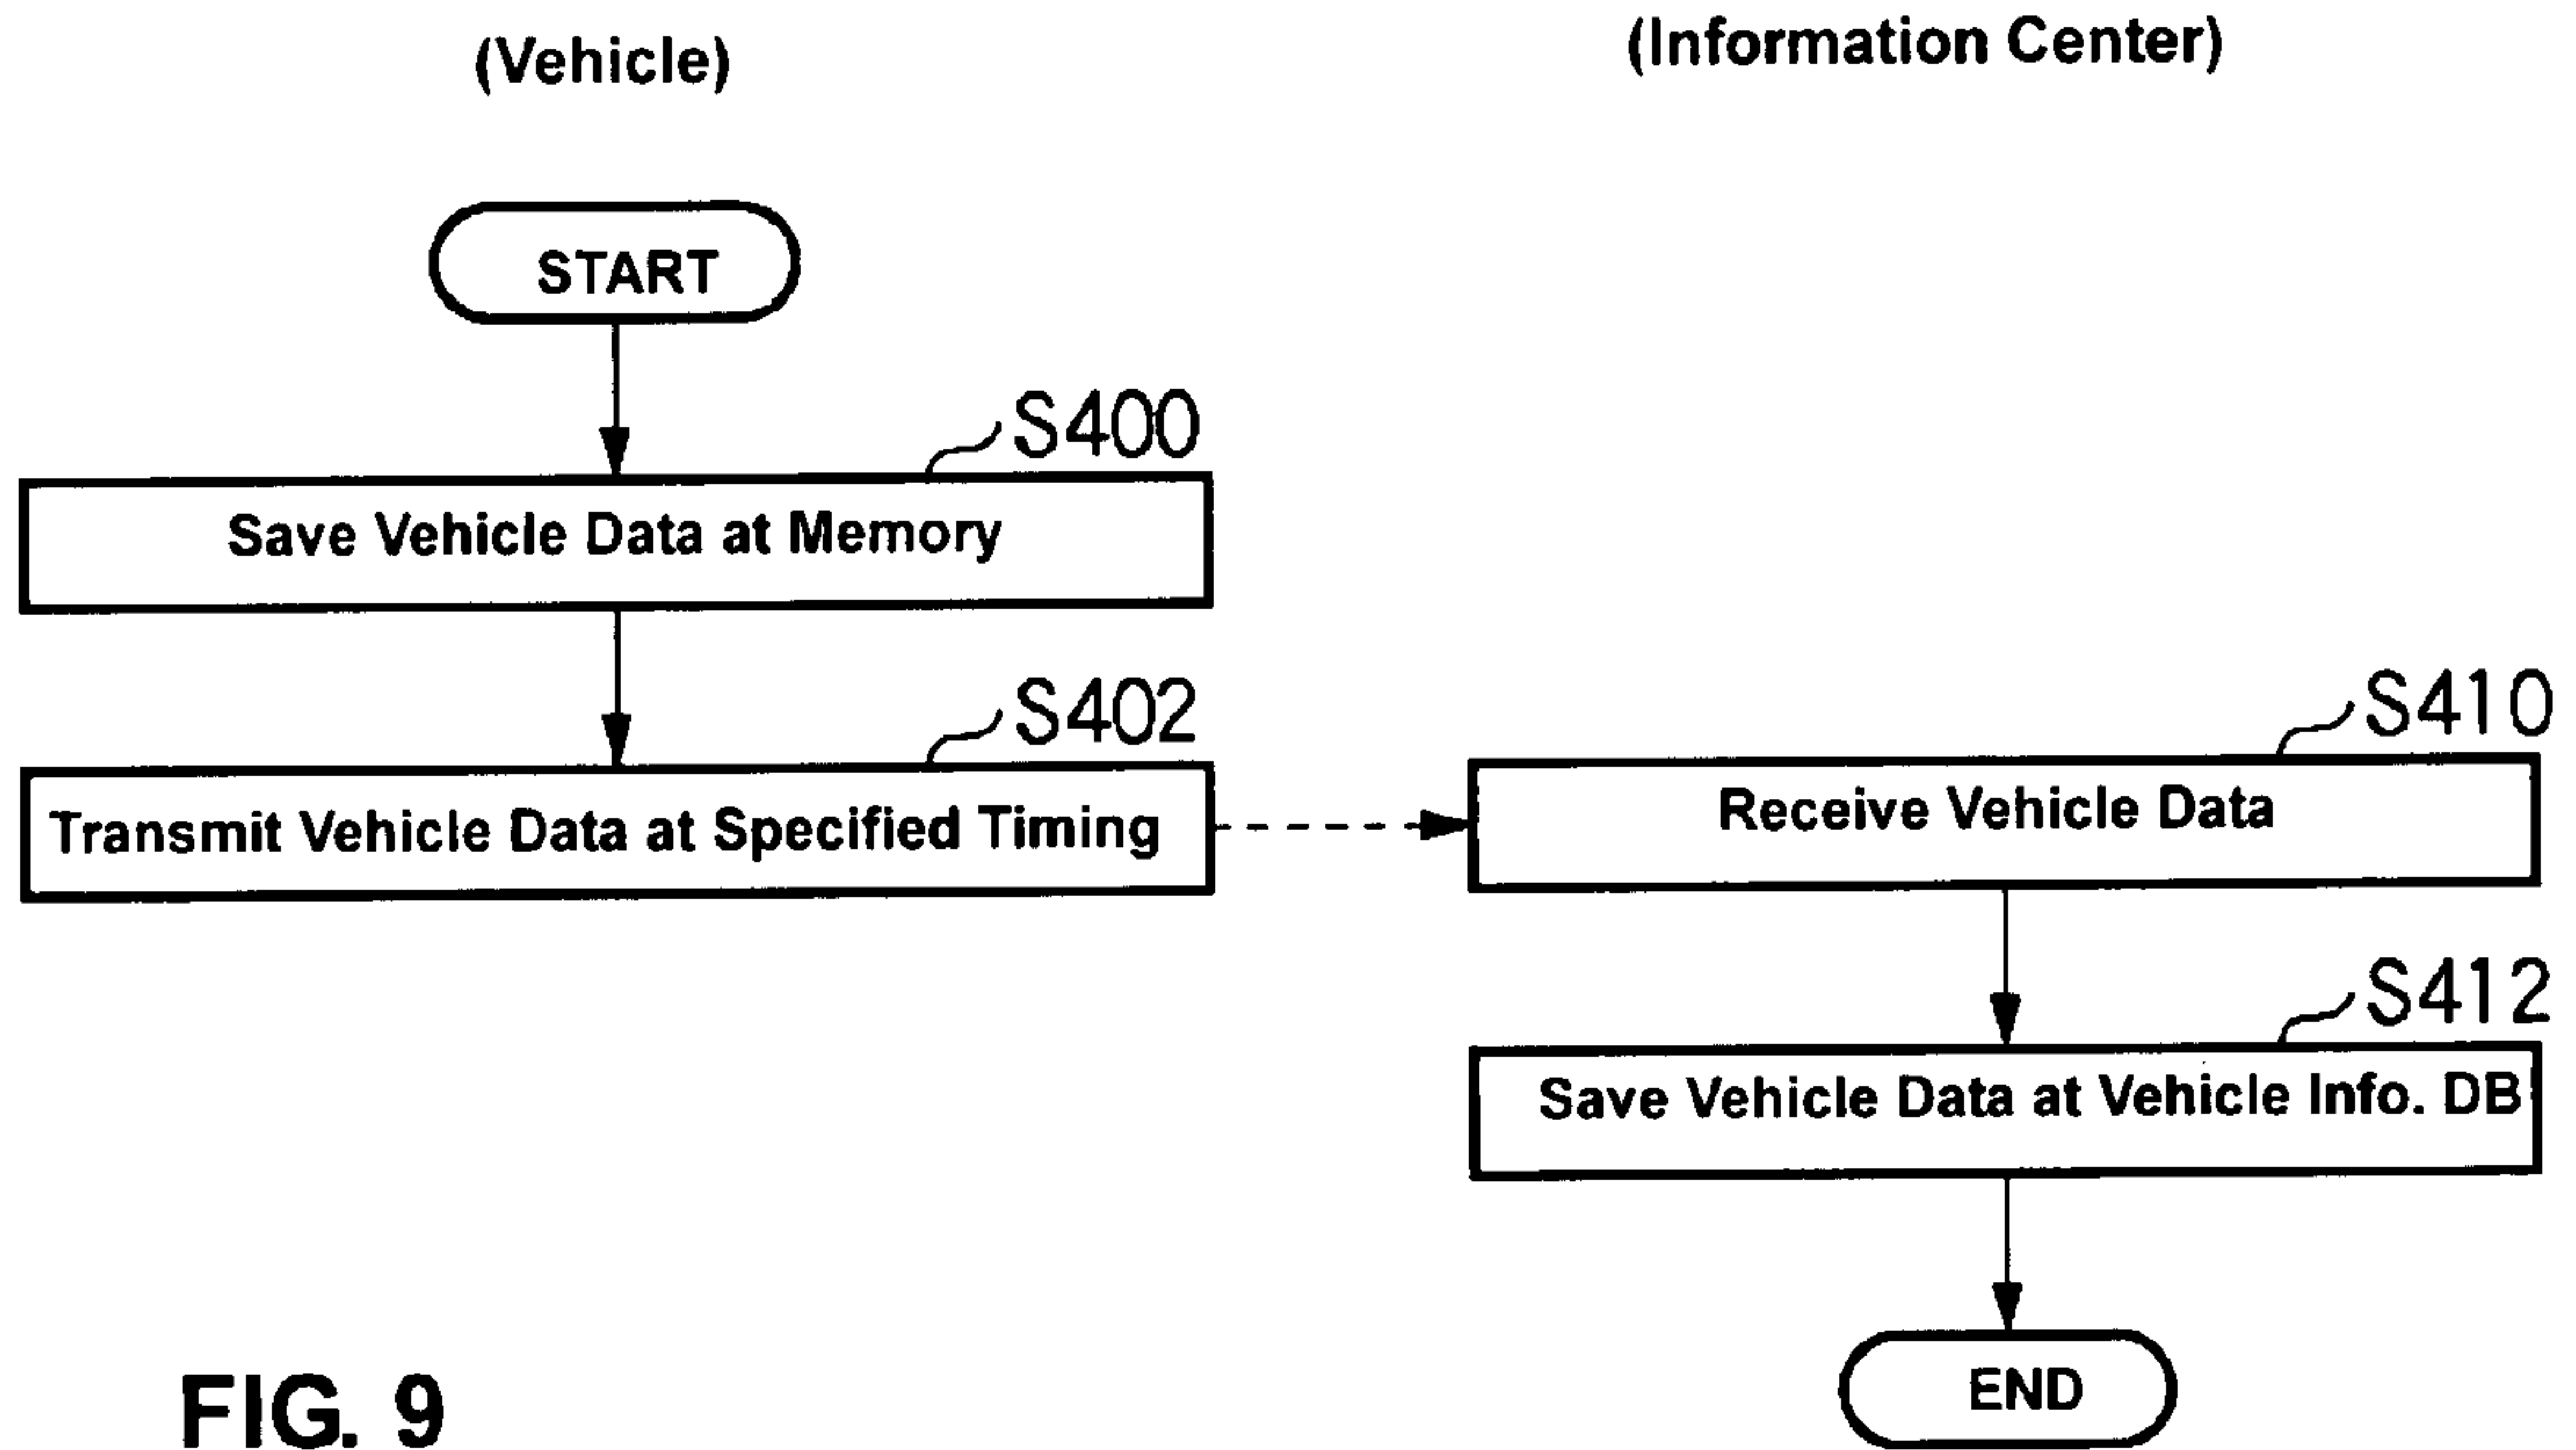 (Vehicle)
(Information Center)
START
S400
Save Vehicle Data at Memory
S402
Transmit Vehicle Data at Specified Timing
S410
Receive Vehicle Data
S412
Save Vehicle Data at Vehicle Info. DB
END
FIG. 9